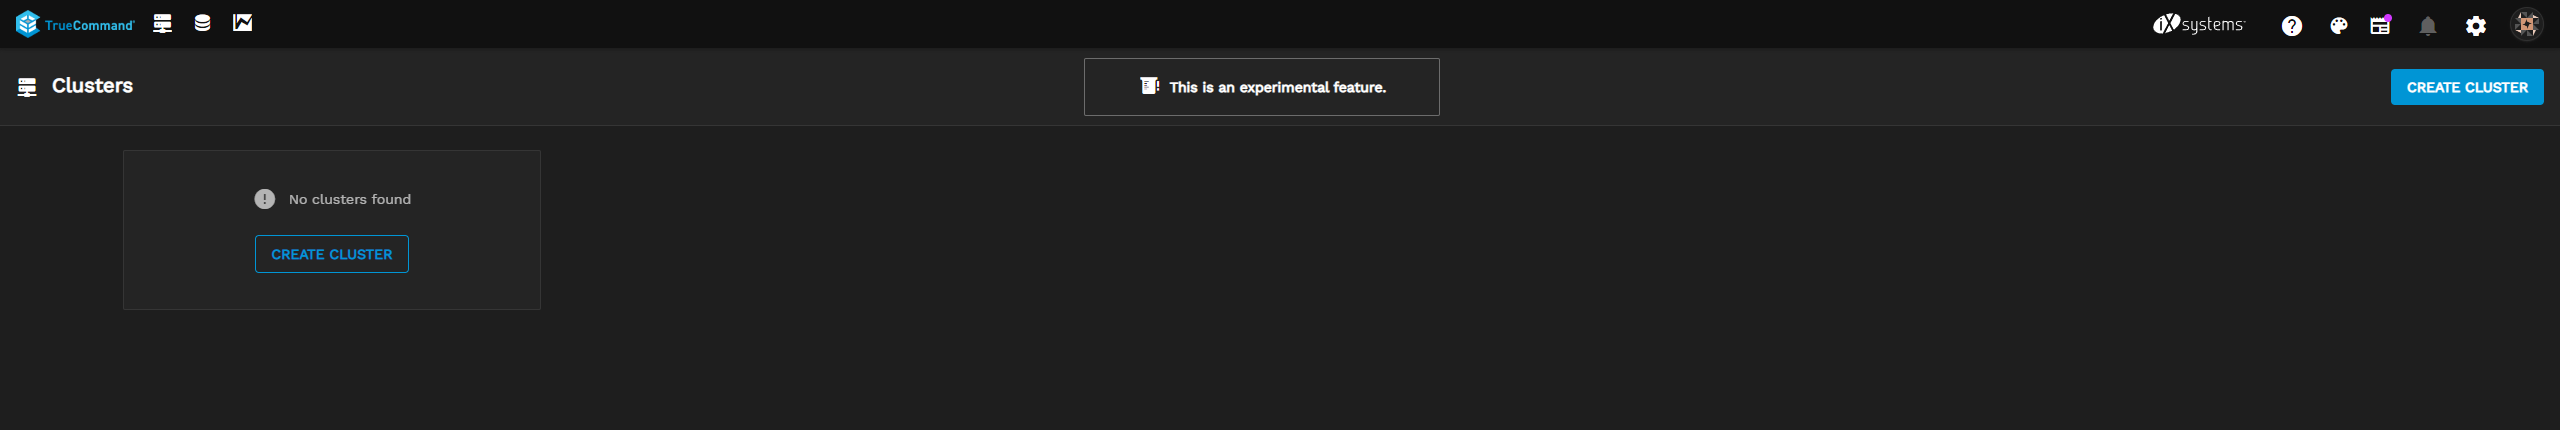 TrueCommand
iXsystems
Clusters
This is an experimental feature.
CREATE CLUSTER
No clusters found
CREATE CLUSTER